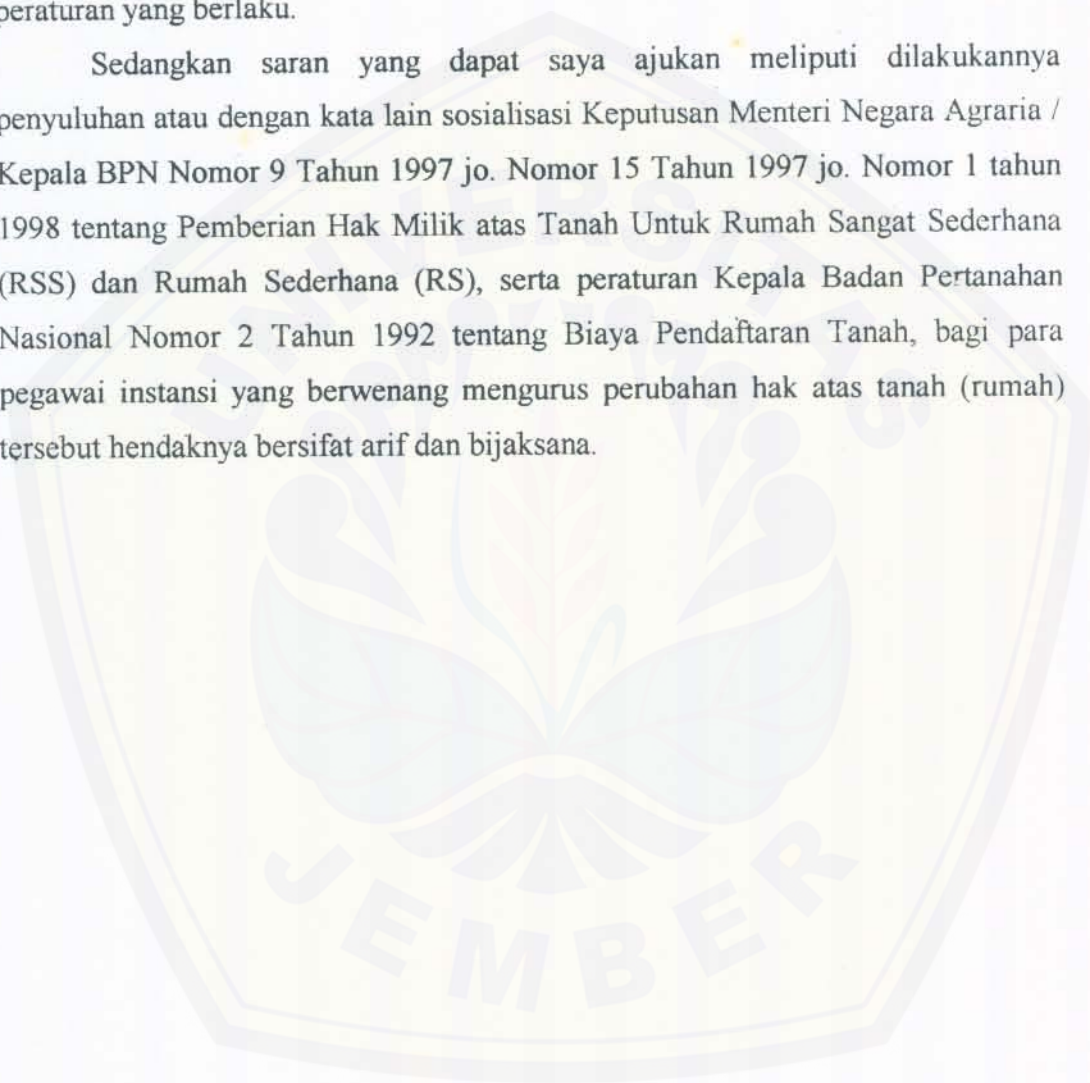 peraturan yang berlaku.
Sedangkan saran yang dapat saya ajukan meliputi dilakukannya
penyuluhan atau dengan kata lain sosialisasi Keputusan Menteri Negara Agraria /
Kepala BPN Nomor 9 Tahun 1997 jo. Nomor 15 Tahun 1997 jo. Nomor 1 tahun
1998 tentang Pemberian Hak Milik atas Tanah Untuk Rumah Sangat Sederhana
(RSS) dan Rumah Sederhana (RS), serta peraturan Kepala Badan Pertanahan
Nasional Nomor 2 Tahun 1992 tentang Biaya Pendaftaran Tanah, bagi para
pegawai instansi yang berwenang mengurus perubahan hak atas tanah (rumah)
tersebut hendaknya bersifat arif dan bijaksana.
UNIVERSITAS
JEMBER